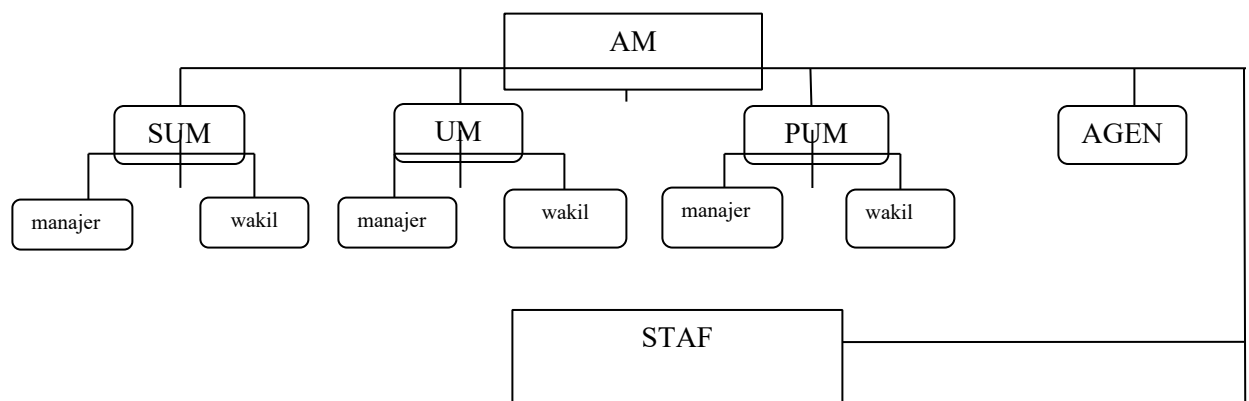 AM
SUM
UM
PUM
AGEN
manajer
wakil
manajer
wakil
manajer
wakil
STAF